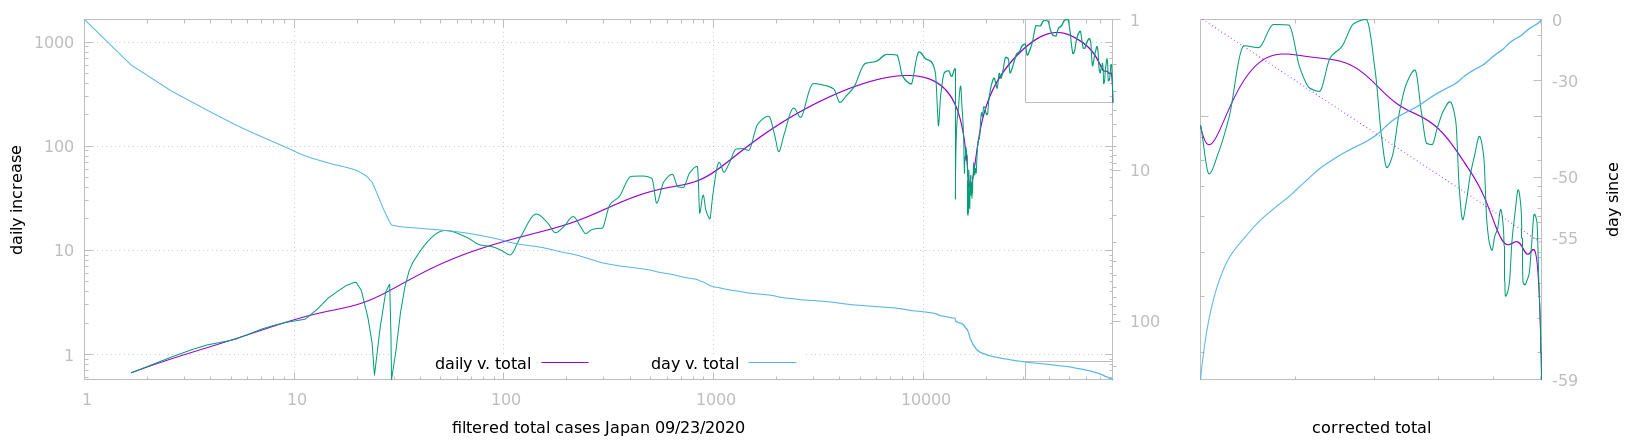 daily increase
1000
100
10
1
1
10
100
1000
10000
1
10
100
daily v. total
day v. total
filtered total cases Japan 09/23/2020
0
-30
-50
-55
-59
day since
corrected total